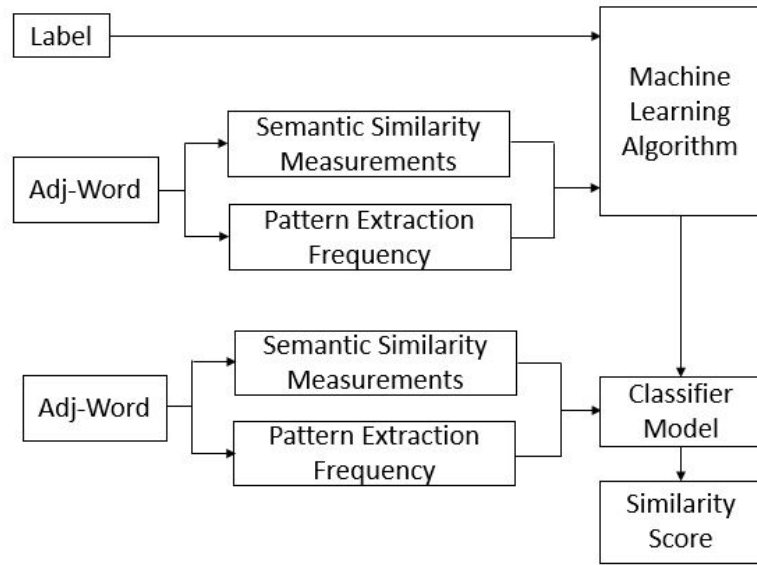 Label
Machine
Learning
Algorithm
Semantic Similarity
Measurements
Adj-Word
Pattern Extraction
Frequency
Semantic Similarity
Measurements
Adj-Word
Pattern Extraction
Frequency
Classifier
Model
Similarity
Score